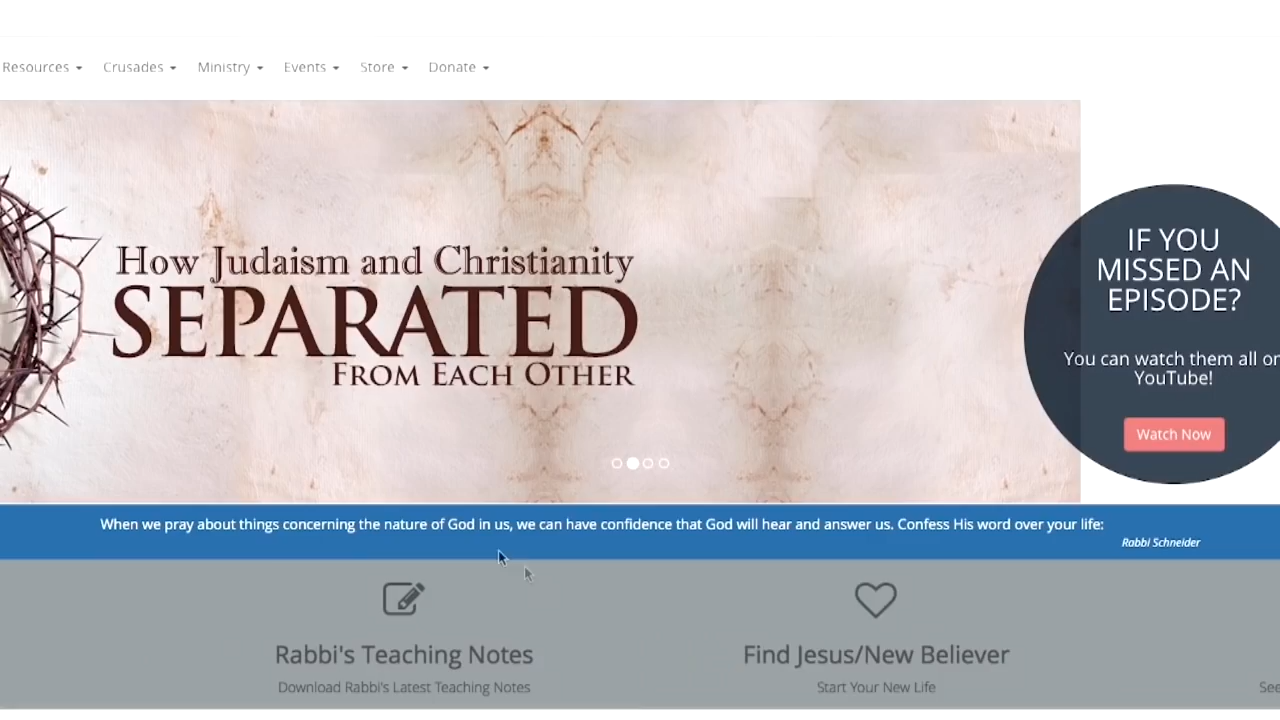 Resources Crusades Ministry Events Store Donate
How Judaism and Christianity
SEPARATED
From Each Other
IF YOU
MISSED AN
EPISODE?
You can watch them all on
YouTube!
Watch Now
When we pray about things concerning the nature of God in us, we can have confidence that God will hear and answer us. Confess His word over your life:
Rabbi Schneider
Rabbi's Teaching Notes
Download Rabbi's Latest Teaching Notes
Find Jesus/New Believer
Start Your New Life
See